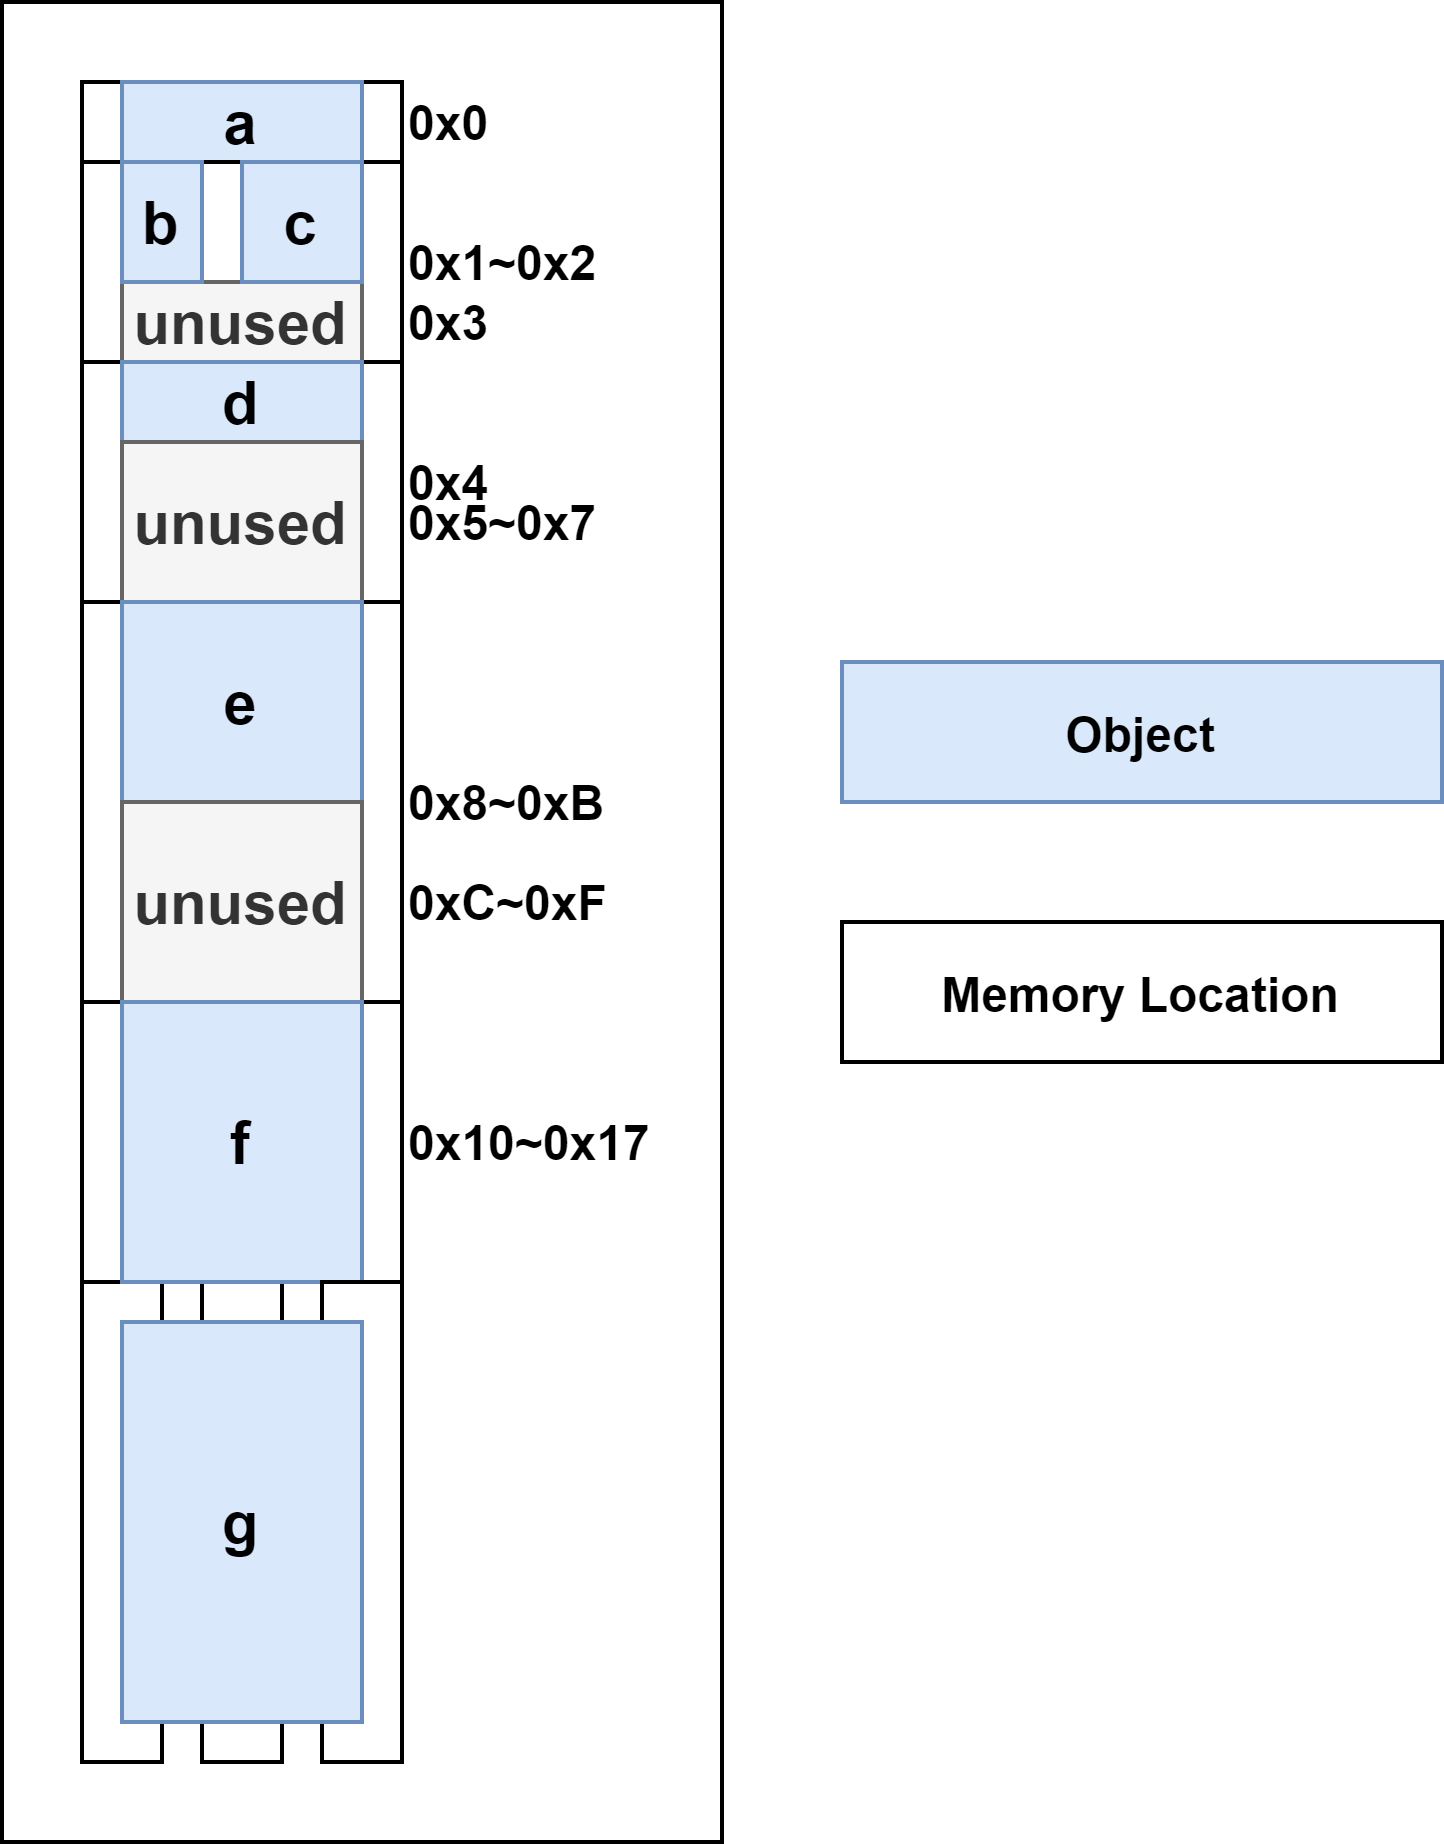 a
0x0
b
c
0x1~0x2
unused
0x3
d
0x4
unused
0x5~0x7
e
Object
0x8~0xB
unused
0xC~0xF
Memory Location
f
0x10~0x17
g